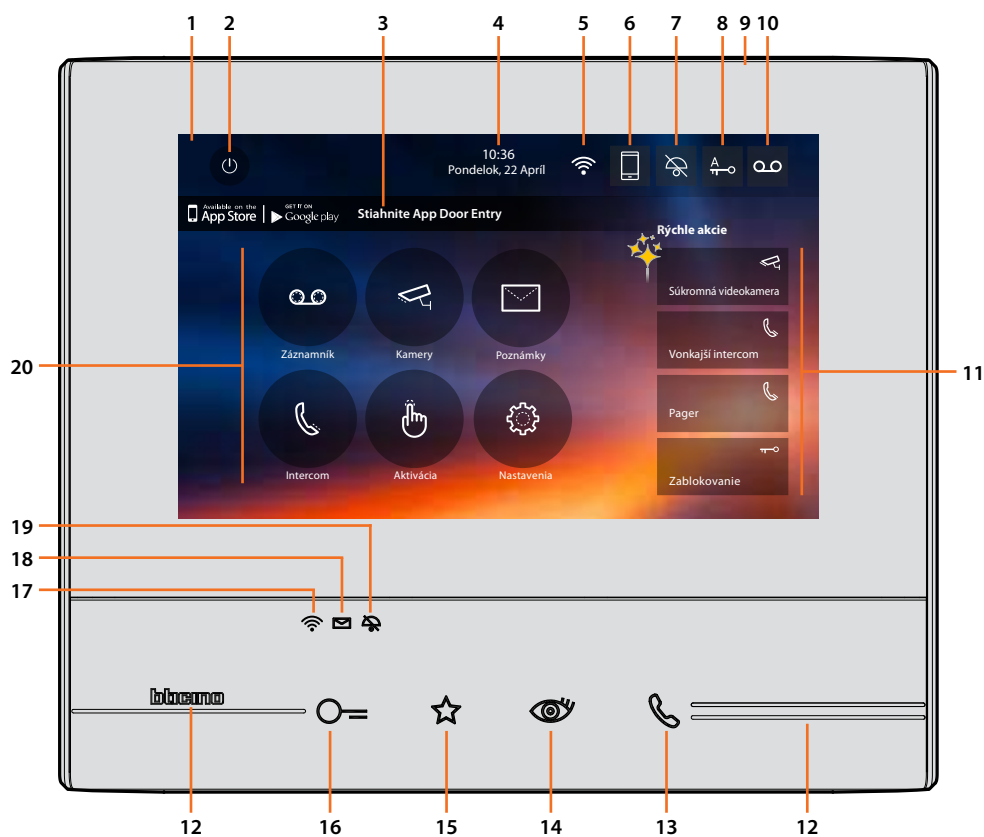 1 2 3 4 5 6 7 8 9 10
10:36
Pondelok, 22 Apríl
A
Available on the
App Store
GET IT ON
Google play
Stiahnite App Door Entry
Rýchle akcie
Súkromná videokamera
Záznamník Kamery Poznámky
Vonkajší intercom
20
11
Pager
Intercom Aktivácia Nastavenia
Zablokovanie
19
18
17
bticino
12 16 15 14 13 12